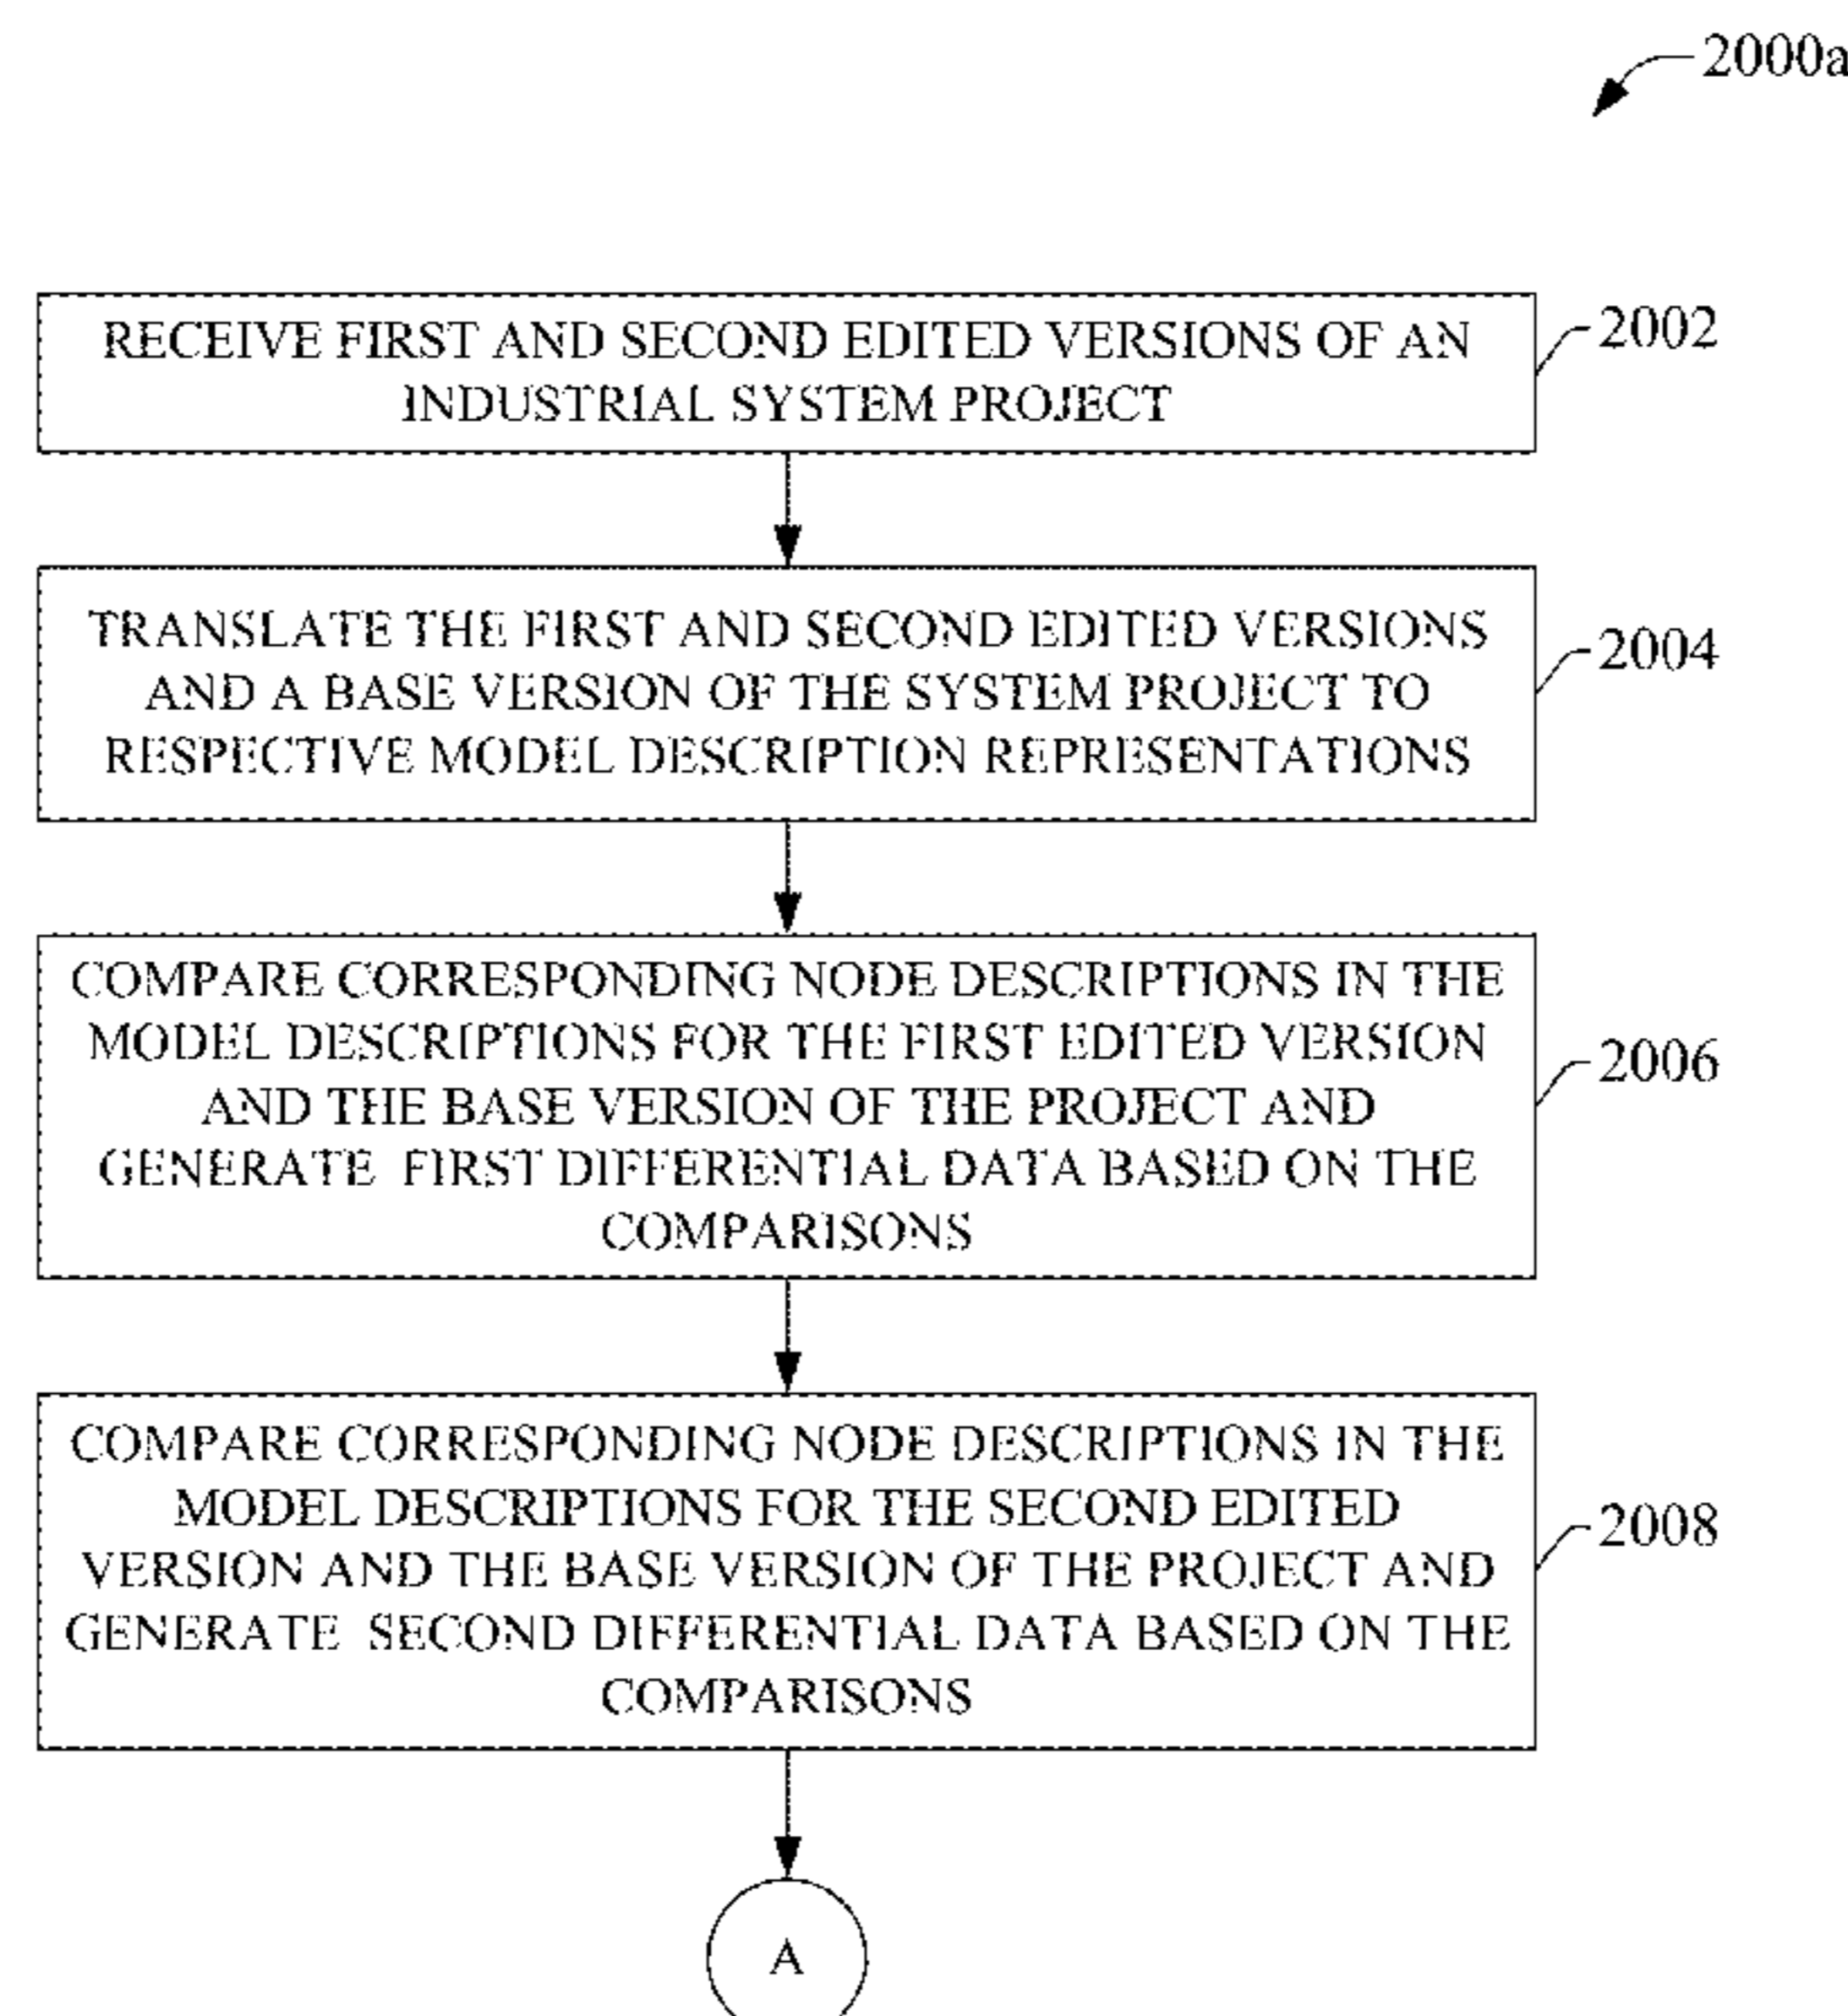 2000a
RECEIVE FIRST AND SECOND EDITED VERSIONS OF AN
INDUSTRIAL SYSTEM PROJECT
2002
TRANSLATE THE FIRST AND SECOND EDITED VERSIONS
AND A BASE VERSION OF THE SYSTEM PROJECT TO
RESPECTIVE MODEL DESCRIPTION REPRESENTATIONS
2004
COMPARE CORRESPONDING NODE DESCRIPTIONS IN THE
MODEL DESCRIPTIONS FOR THE FIRST EDITED VERSION
AND THE BASE VERSION OF THE PROJECT AND
GENERATE FIRST DIFFERENTIAL DATA BASED ON THE
COMPARISONS
2006
COMPARE CORRESPONDING NODE DESCRIPTIONS IN THE
MODEL DESCRIPTIONS FOR THE SECOND EDITED
VERSION AND THE BASE VERSION OF THE PROJECT AND
GENERATE SECOND DIFFERENTIAL DATA BASED ON THE
COMPARISONS
2008
A